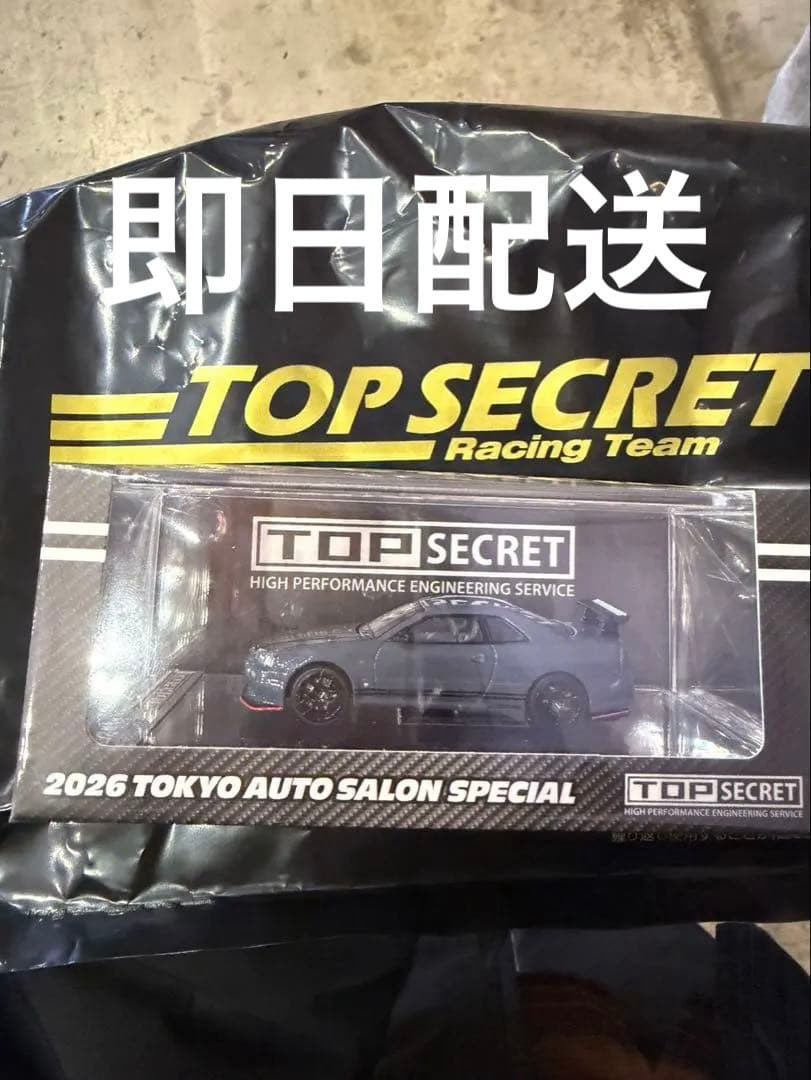 即日配送
TOP SECRET
Racing Team
TOP SECRET
HIGH PERFORMANCE ENGINEERING SERVICE
2026 TOKYO AUTO SALON SPECIAL
TOP SECRET
HIGH PERFORMANCE ENGINEERING SERVICE